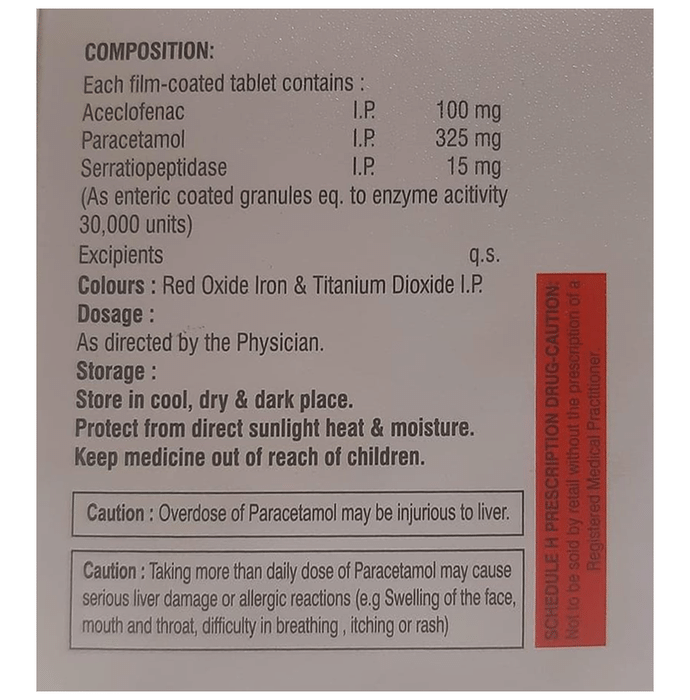 COMPOSITION:
Each film-coated tablet contains :
Aceclofenac I.P. 100 mg
Paracetamol I.P. 325 mg
Serratiopeptidase I.P. 15 mg
(As enteric coated granules eq. to enzyme acitivity
30,000 units)
Excipients q.s.
Colours : Red Oxide Iron & Titanium Dioxide I.P.
Dosage :
As directed by the Physician.
Storage :
Store in cool, dry & dark place.
Protect from direct sunlight heat & moisture.
Keep medicine out of reach of children.
Caution : Overdose of Paracetamol may be injurious to liver.
Caution : Taking more than daily dose of Paracetamol may cause
serious liver damage or allergic reactions (e.g Swelling of the face,
mouth and throat, difficulty in breathing , itching or rash)
SCHEDULE H PRESCRIPTION DRUG-CAUTION:
Not to be sold by retail without the prescription of a
Registered Medical Practitioner.